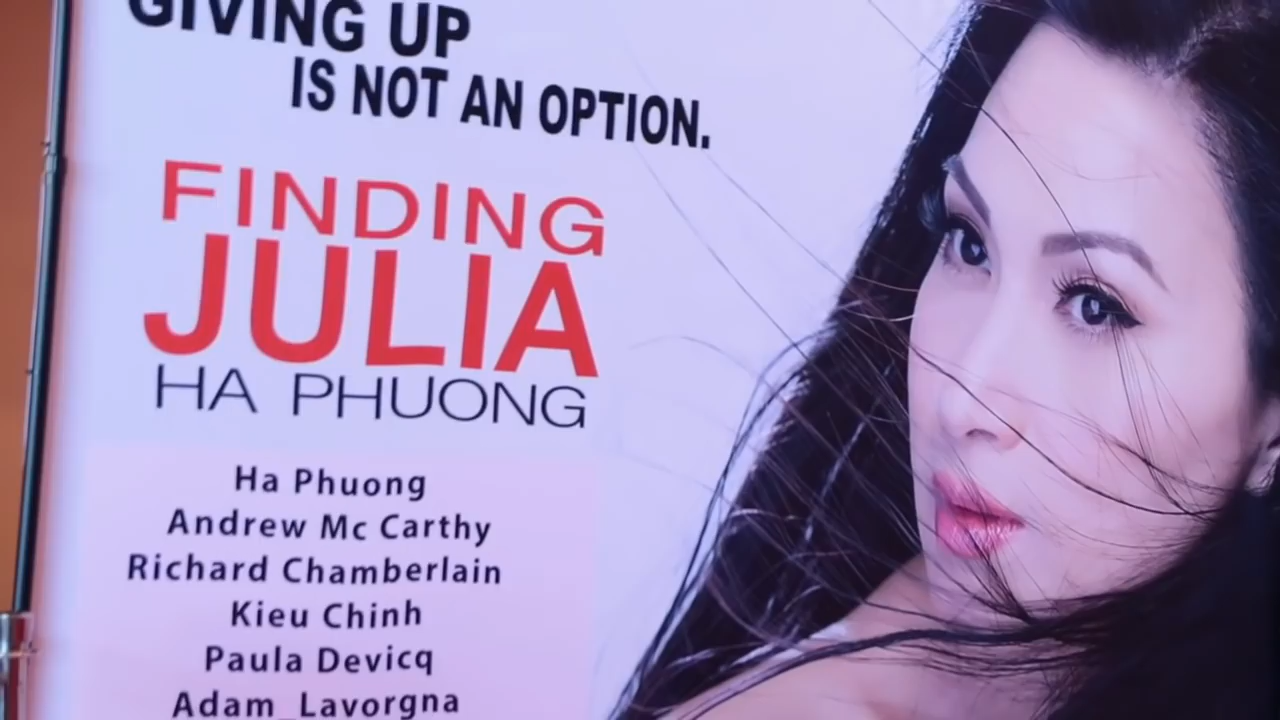 GIVING UP
IS NOT AN OPTION.
FINDING
JULIA
HA PHUONG
Ha Phuong
Andrew Mc Carthy
Richard Chamberlain
Kieu Chinh
Paula Devicq
Adam_Lavorgna